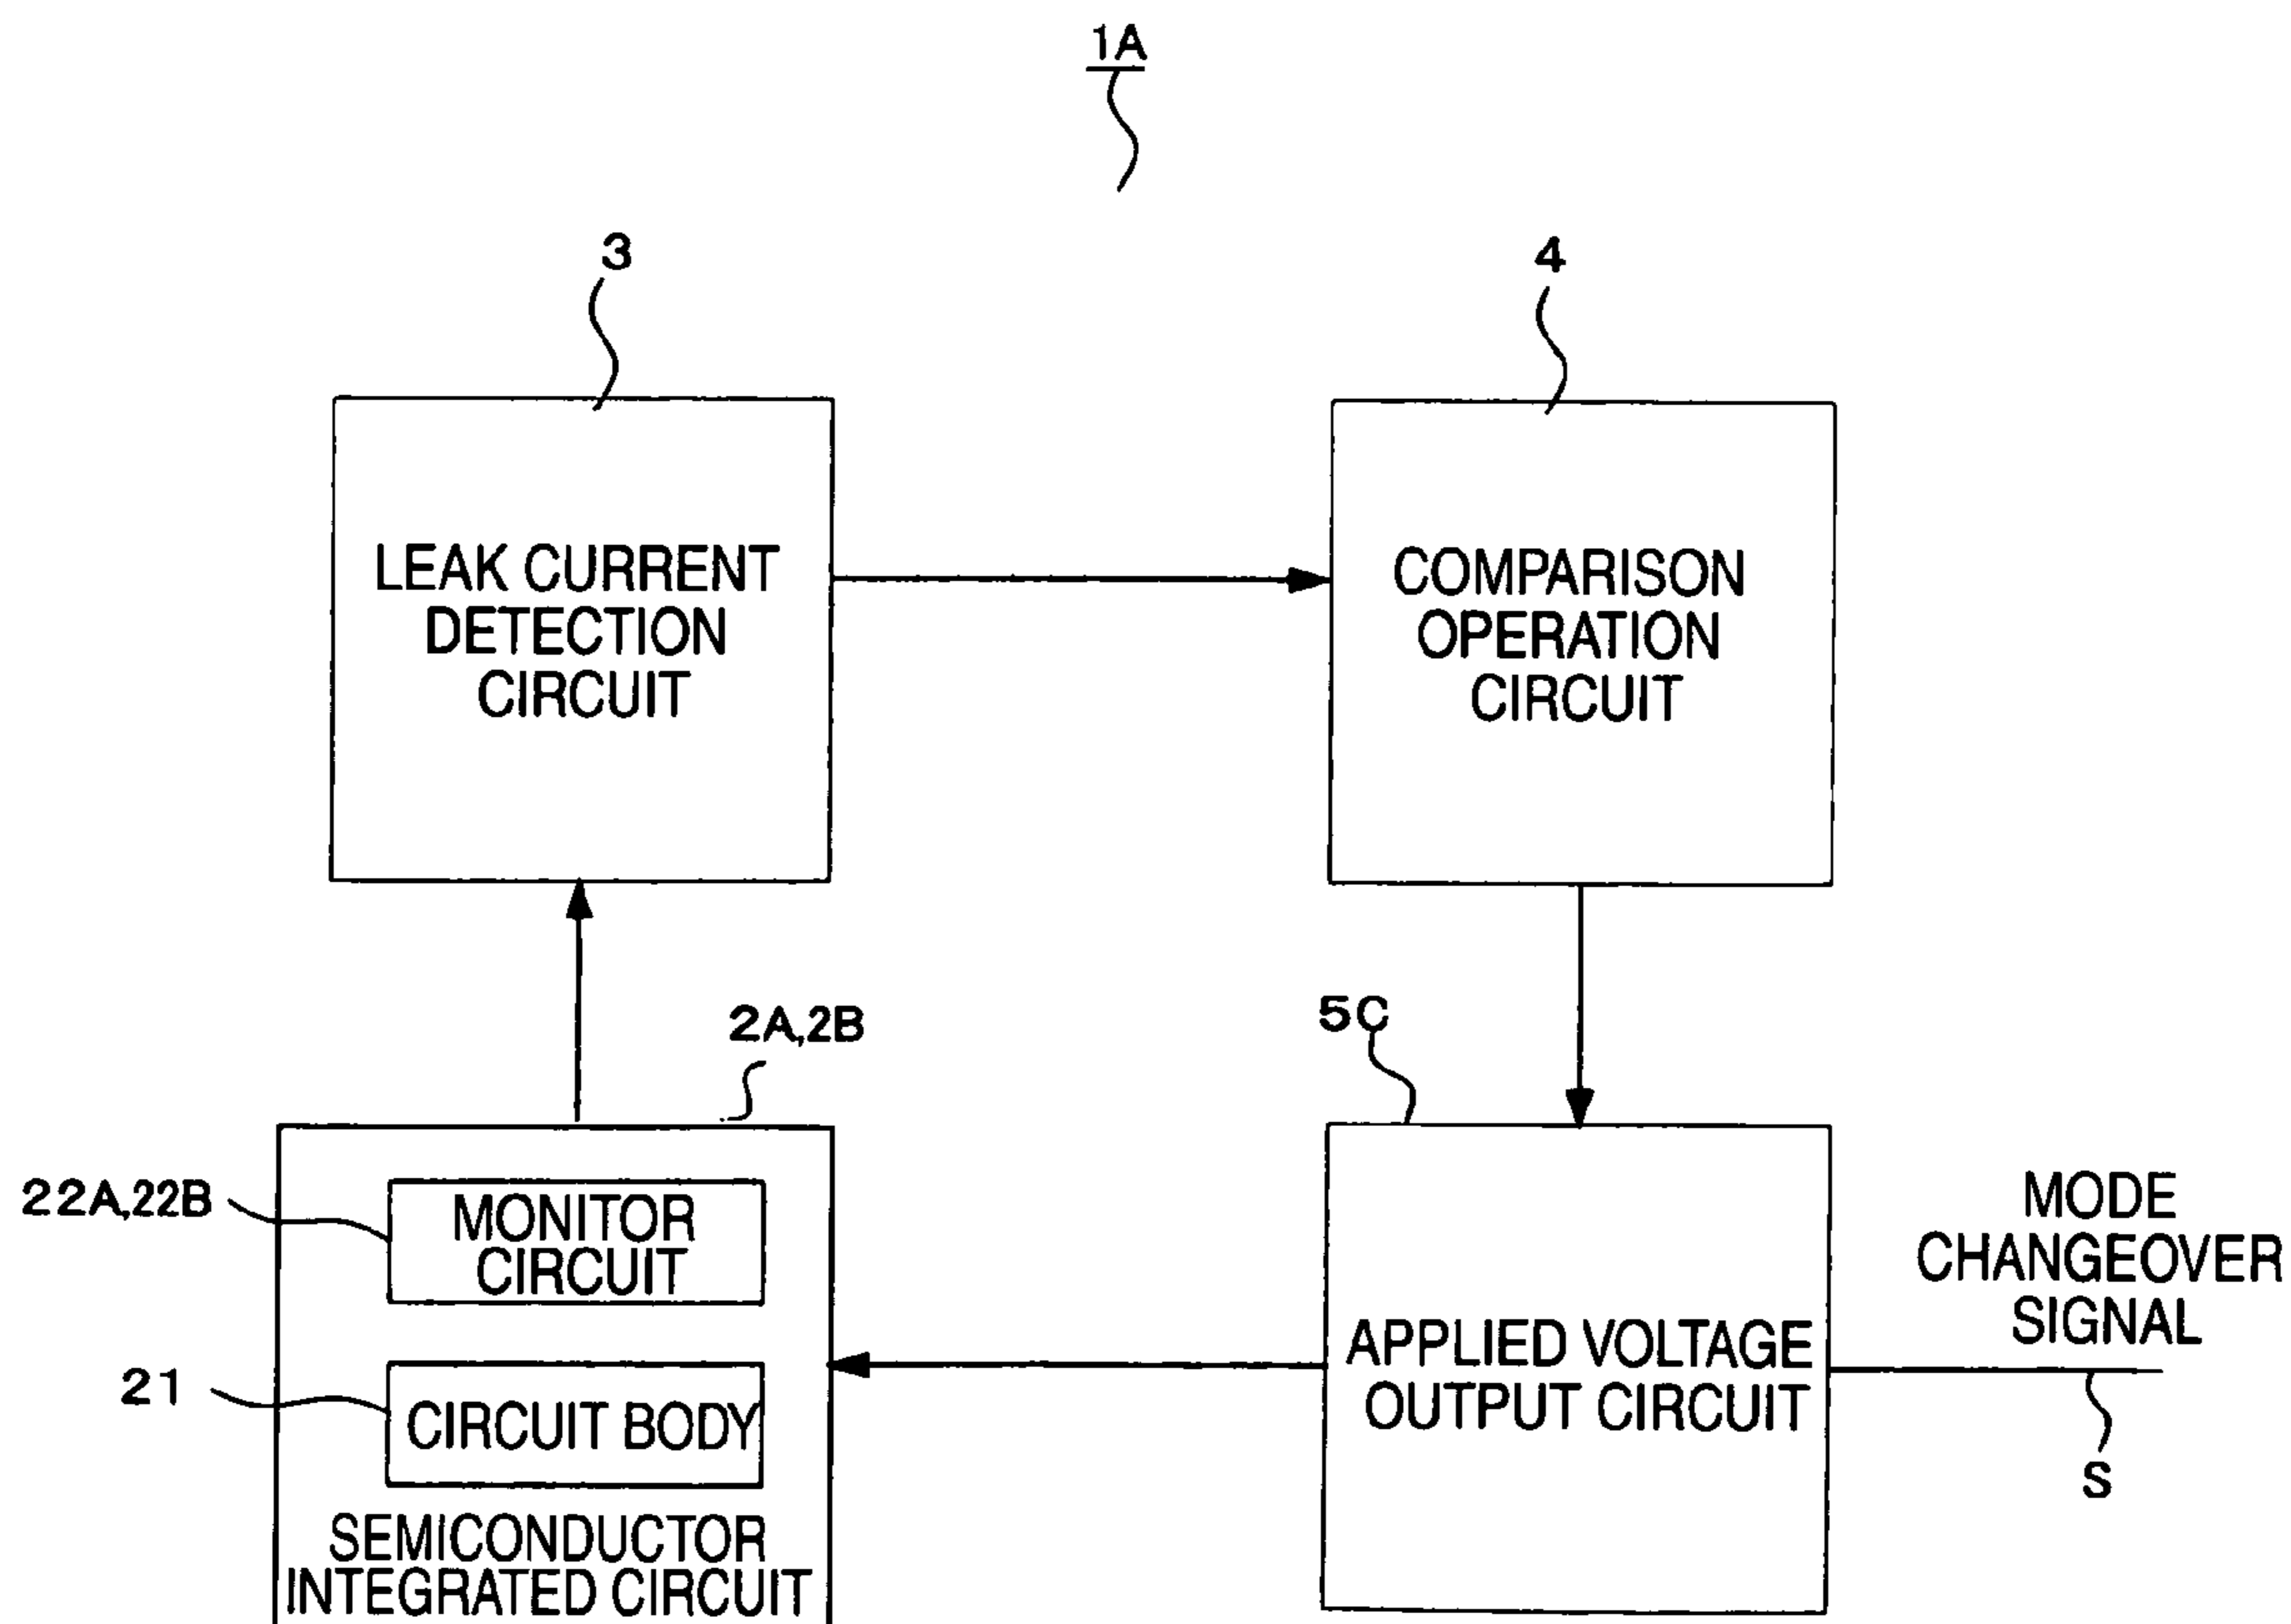 1A
3
4
LEAK CURRENT
DETECTION
CIRCUIT
COMPARISON
OPERATION
CIRCUIT
2A,2B
5C
22A,22B
MONITOR
CIRCUIT
21
CIRCUIT BODY
SEMICONDUCTOR
INTEGRATED CIRCUIT
APPLIED VOLTAGE
OUTPUT CIRCUIT
MODE
CHANGEOVER
SIGNAL
S